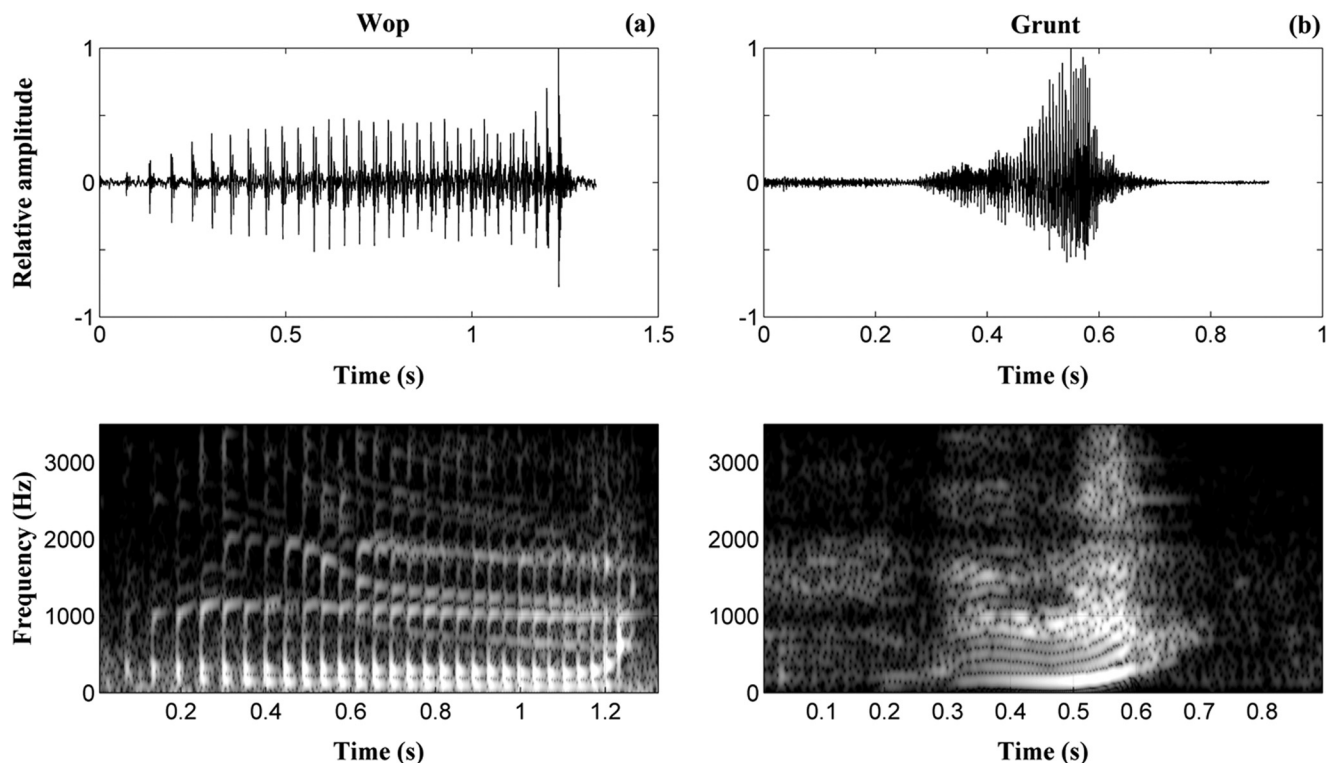 Wop (a)
1
Relative amplitude
0
-1
0 0.5 1 1.5
Time (s)
Grunt (b)
1
0
-1
0 0.2 0.4 0.6 0.8 1
Time (s)
3000
Frequency (Hz)
2000
1000
0
0.2 0.4 0.6 0.8 1 1.2
Time (s)
3000
2000
1000
0
0.1 0.2 0.3 0.4 0.5 0.6 0.7 0.8
Time (s)